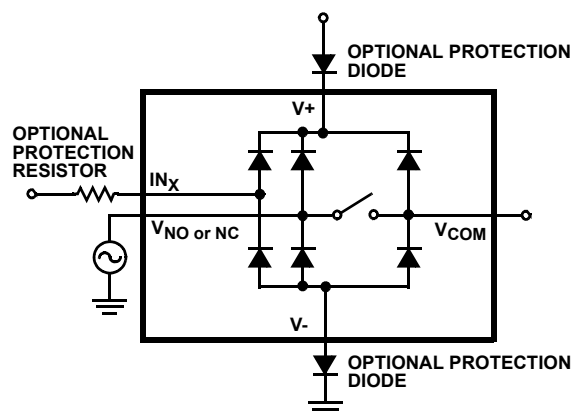 OPTIONAL PROTECTION
DIODE
V+
OPTIONAL
PROTECTION
RESISTOR
INX
VNO or NC
VCOM
V-
OPTIONAL PROTECTION
DIODE